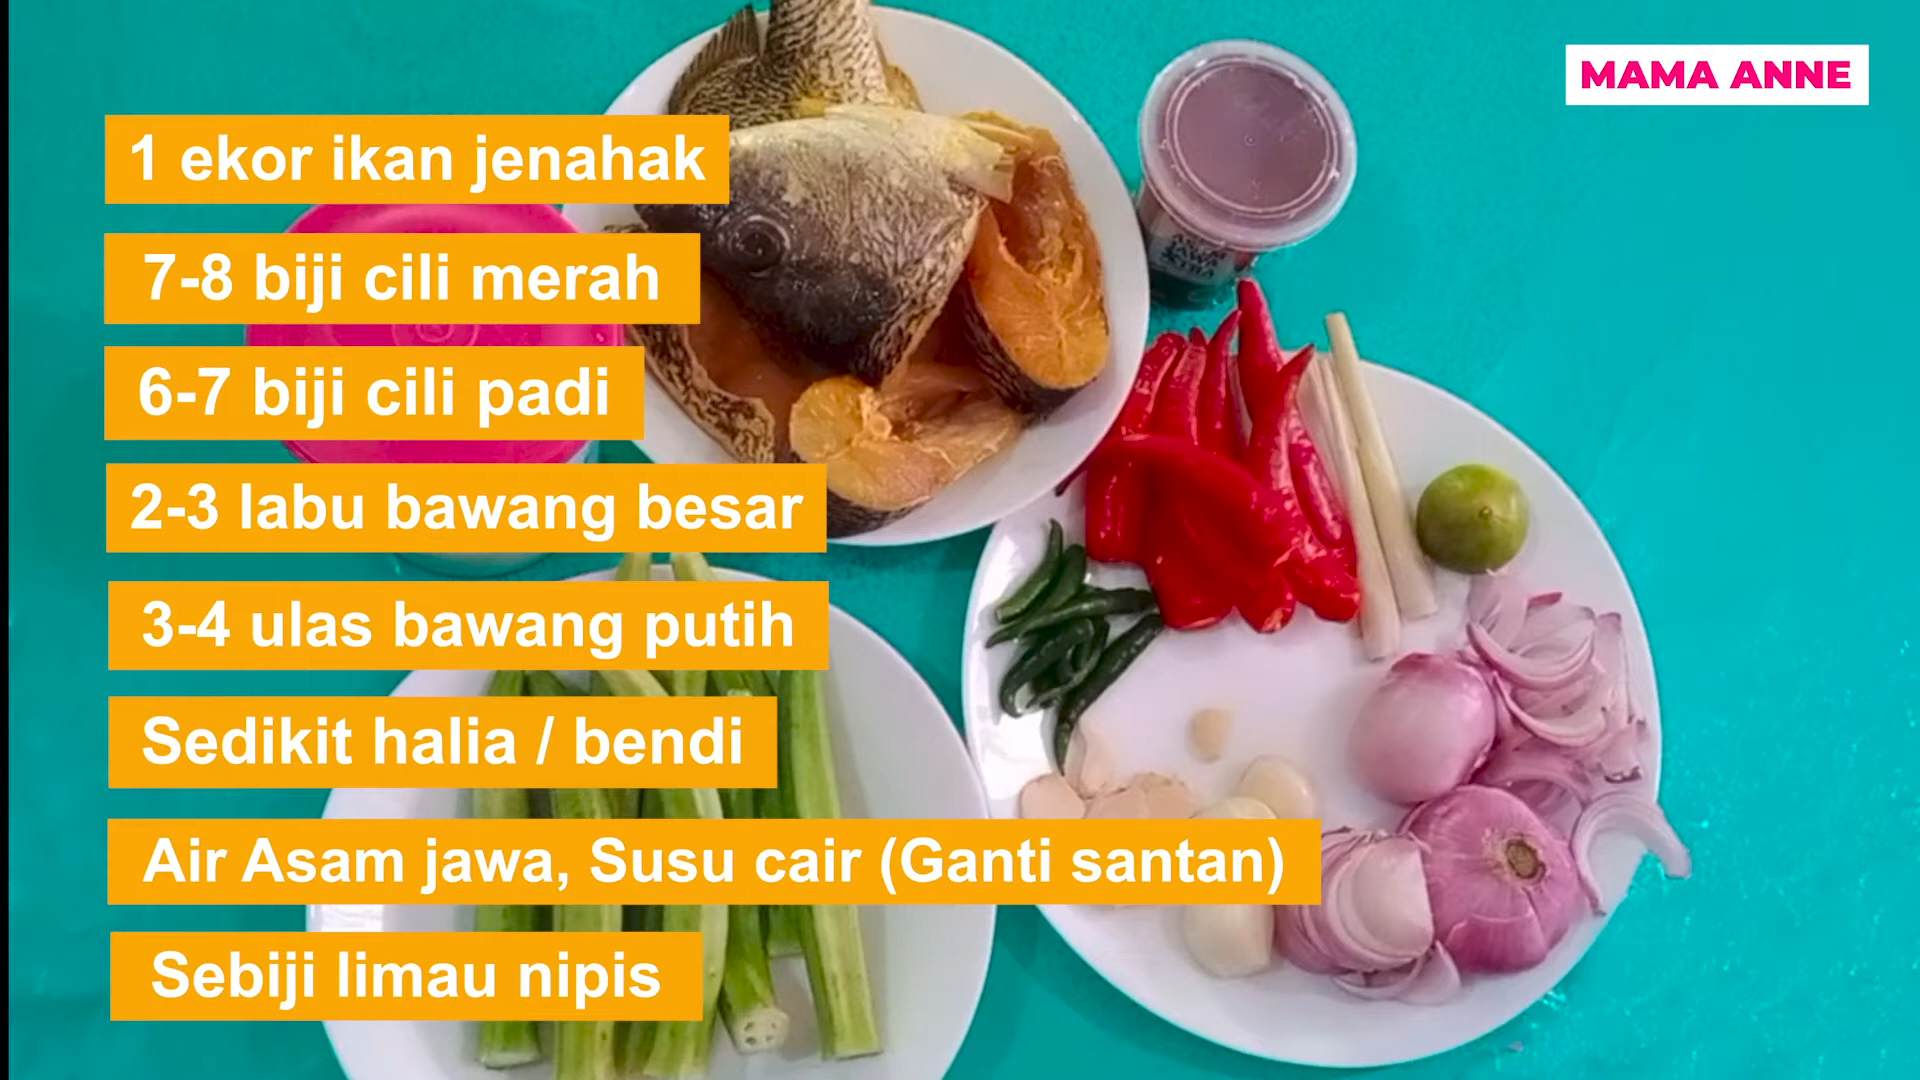 MAMA ANNE
1 ekor ikan jenahak
7-8 biji cili merah
6-7 biji cili padi
2-3 labu bawang besar
3-4 ulas bawang putih
Sedikit halia / bendi
Air Asam jawa, Susu cair (Ganti santan)
Sebiji limau nipis
ASAM
JAWA